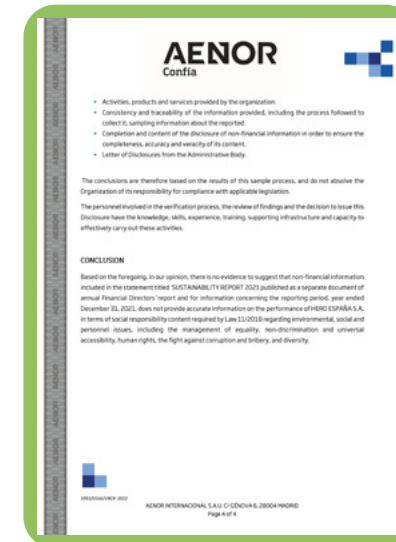 AENOR
Confía
• Activities, products and services provided by the organization.
• Consistency and traceability of the information provided, including the process followed to
collect it, sampling information about the reported.
• Completion and content of the disclosure of non-financial information in order to ensure the
completeness, accuracy and veracity of its content.
• Letter of Disclosures from the Administrative Body.
The conclusions are therefore based on the results of this sample process, and do not absolve the
Organization of its responsibility for compliance with applicable legislation.
The personnel involved in the verification process, the review of findings and the decision to issue this
Disclosure have the knowledge, skills, experience, training, supporting infrastructure and capacity to
effectively carry out these activities.
CONCLUSION
Based on the foregoing, in our opinion, there is no evidence to suggest that non-financial information
included in the statement titled SUSTAINABILITY REPORT 2021 published as a separate document of
annual Financial Directors´report and for information concerning the reporting period, year ended
December 31, 2021, does not provide accurate information on the performance of HERO ESPAÑA S.A.
in terms of social responsibility content required by Law 11/2018 regarding environmental, social and
personnel issues, including the management of equality, non-discrimination and universal
accessibility, human rights, the fight against corruption and bribery, and diversity.
AENOR INTERNACIONAL S.A.U. C/ GÉNOVA 6, 28004 MADRID
Page 4 of 4